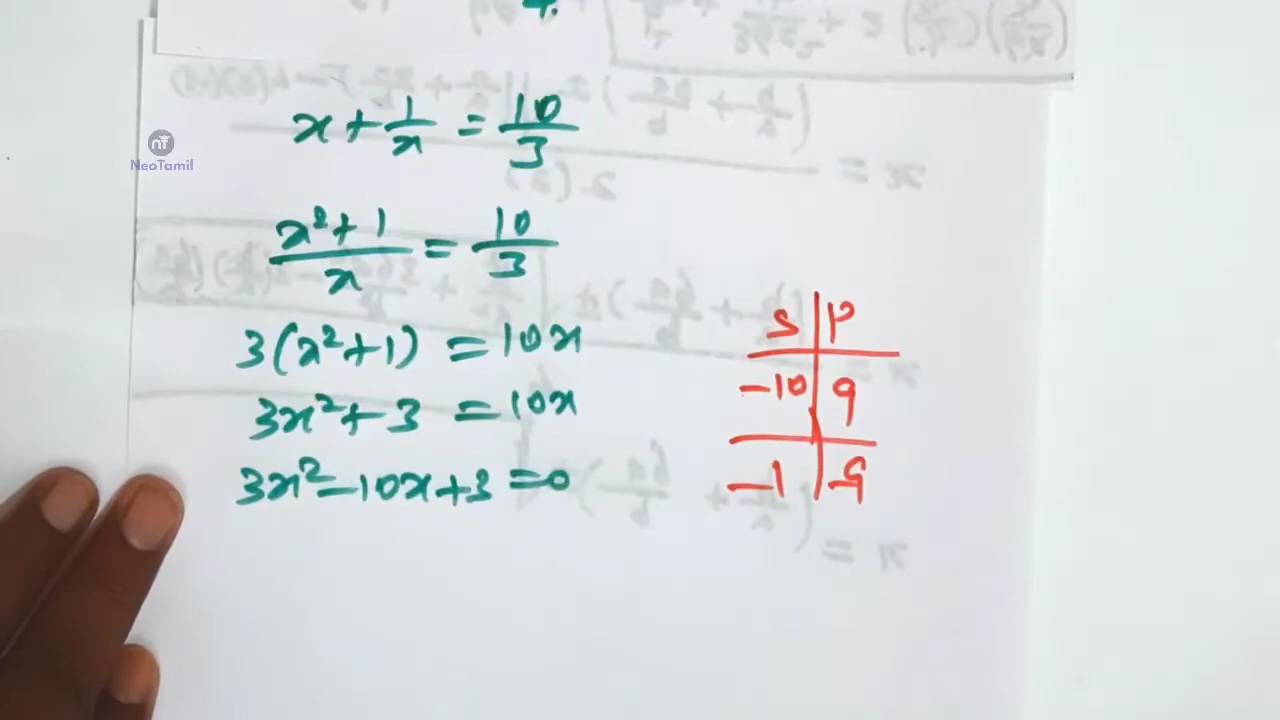 NeoTamil
x + 1/x = 10/3
(x² + 1)/x = 10/3
3(x² + 1) = 10x
3x² + 3 = 10x
3x² - 10x + 3 = 0
S | P
-10 | 9
-1 | -9